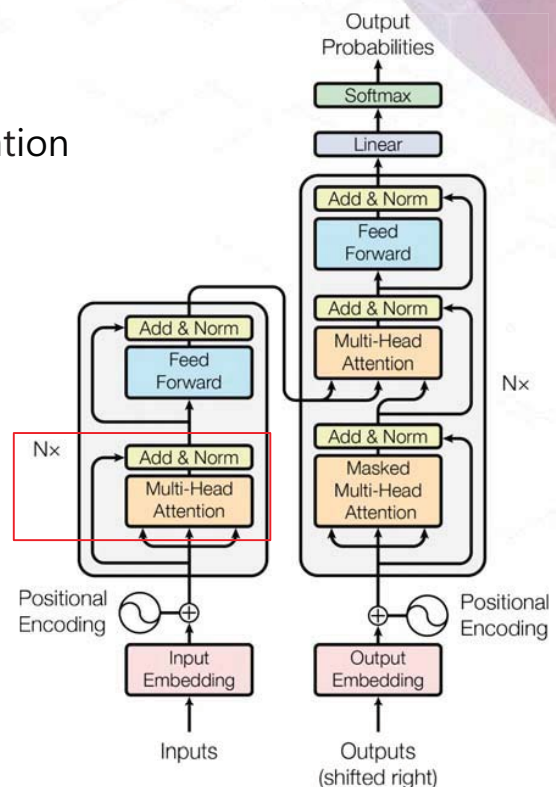 Output
Probabilities
Softmax
Linear
Add & Norm
Feed
Forward
Add & Norm
Multi-Head
Attention
Nx
Add & Norm
Masked
Multi-Head
Attention
Add & Norm
Feed
Forward
Nx
Add & Norm
Multi-Head
Attention
Positional
Encoding
Positional
Encoding
Input
Embedding
Output
Embedding
Inputs
Outputs
(shifted right)